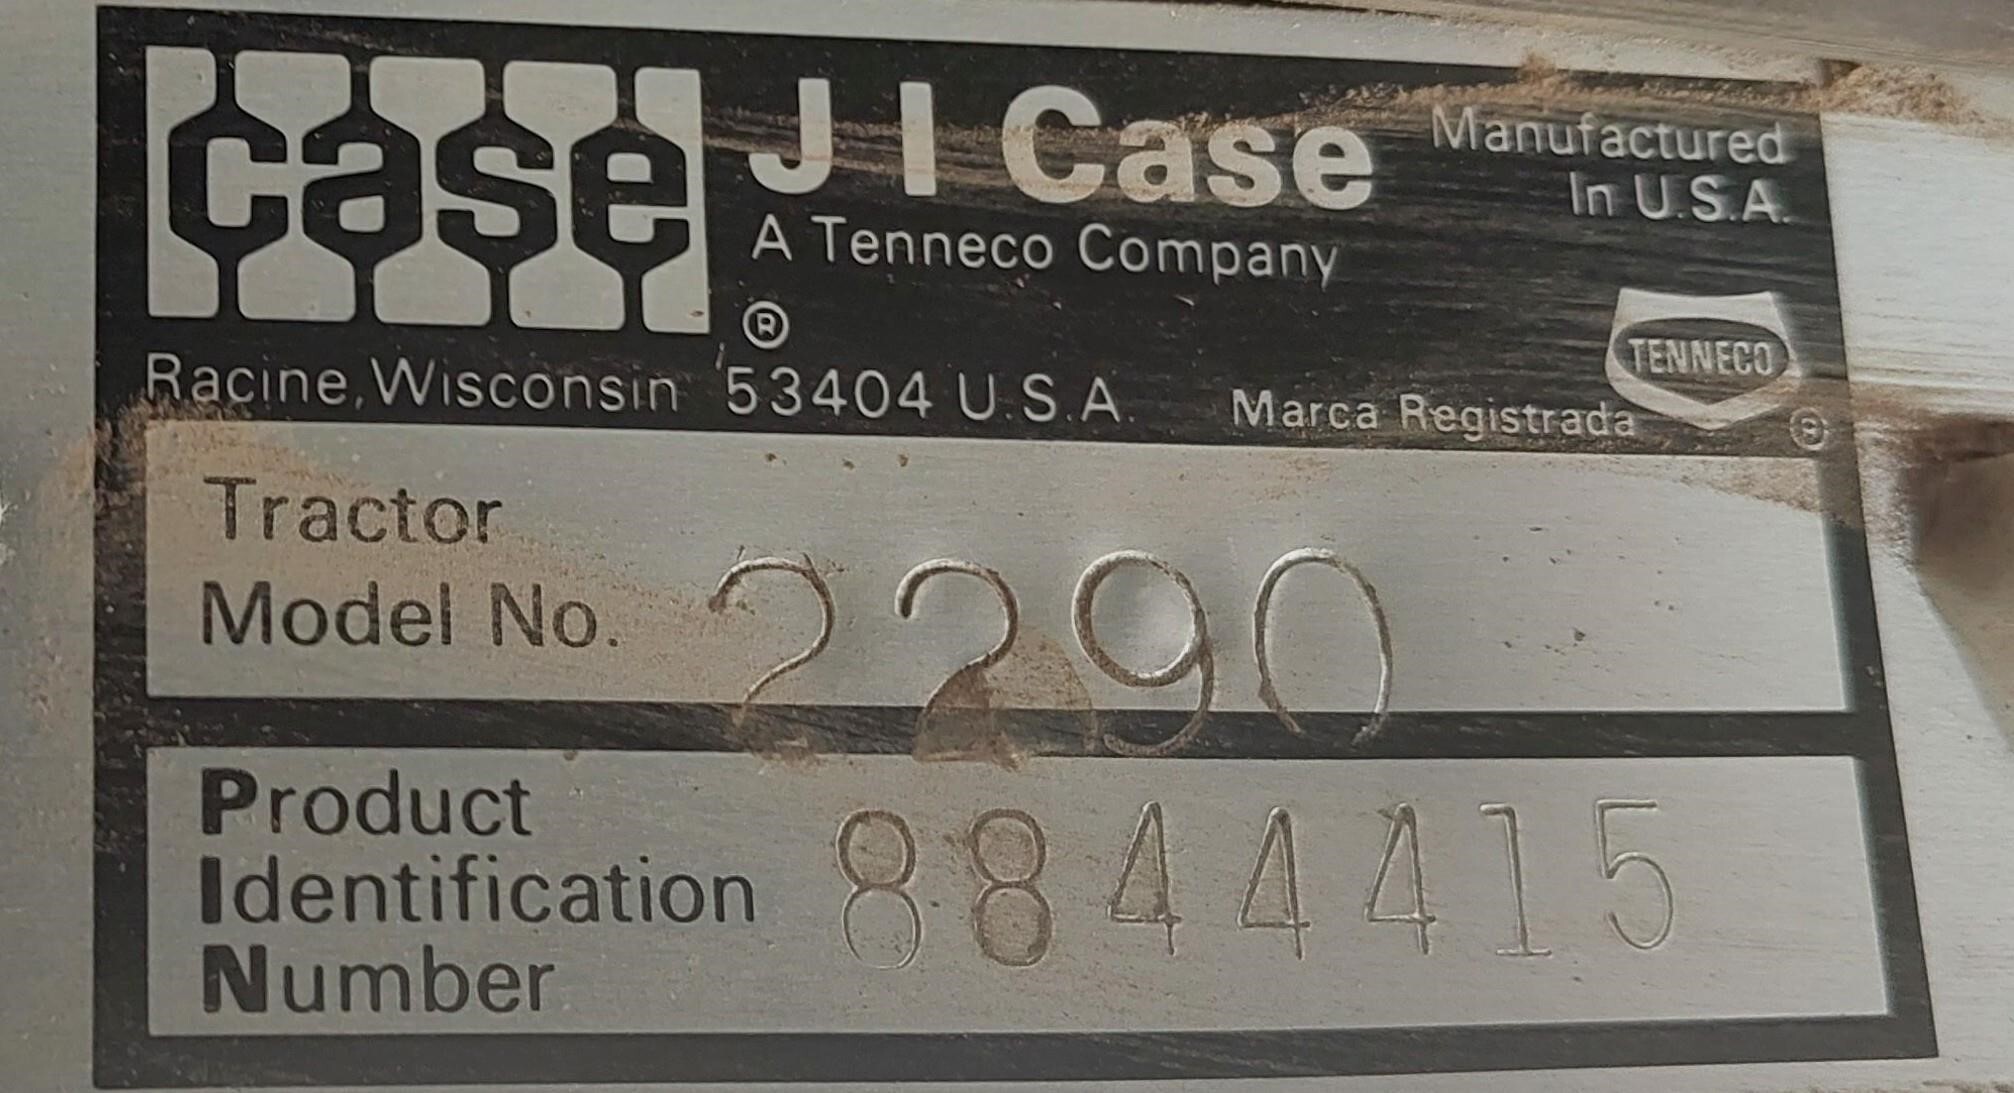 case J I Case Manufactured
In U.S.A.
A Tenneco Company
®
TENNECO
Racine, Wisconsin 53404 U.S.A. Marca Registrada ®
Tractor
Model No. 2290
Product
Identification 8844415
Number